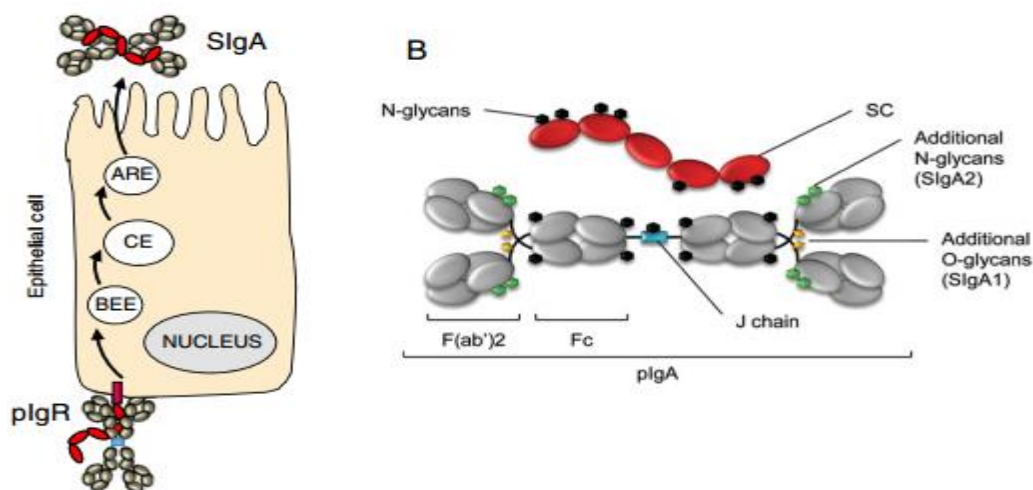 SIgA
ARE
CE
BEE
NUCLEUS
Epithelial cell
pIgR
B
N-glycans
SC
Additional
N-glycans
(SIgA2)
Additional
O-glycans
(SIgA1)
J chain
F(ab')2
Fc
pIgA